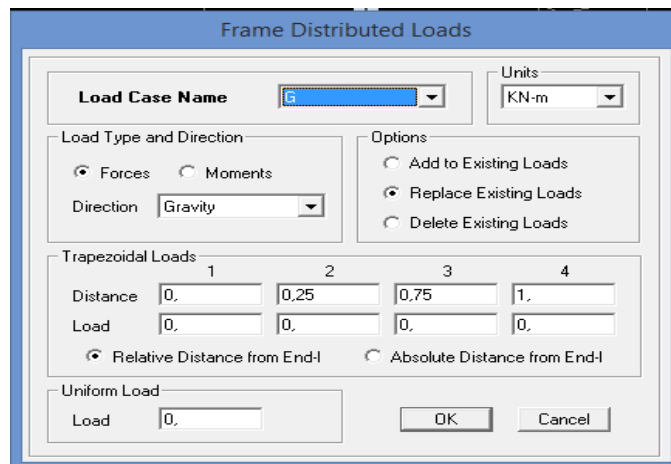 Frame Distributed Loads
Units
Load Case Name G KN-m
Load Type and Direction Options
Forces Moments Add to Existing Loads
Direction Gravity Replace Existing Loads
Delete Existing Loads
Trapezoidal Loads
1 2 3 4
Distance 0, 0,25 0,75 1,
Load 0, 0, 0, 0,
Relative Distance from End-I Absolute Distance from End-I
Uniform Load
Load 0, OK Cancel